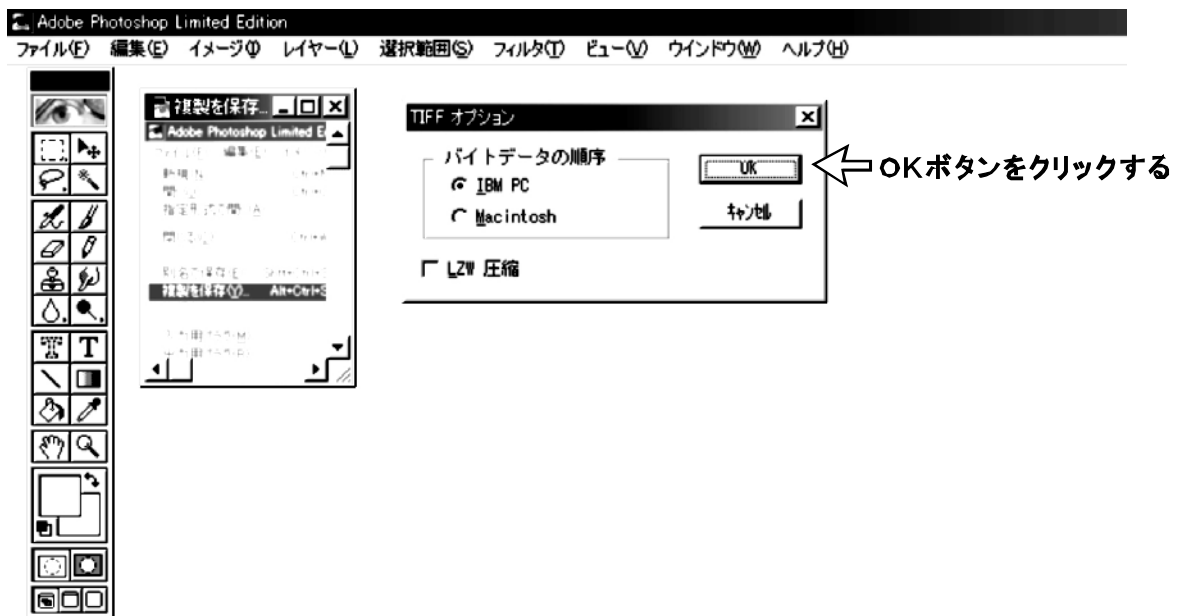 Adobe Photoshop Limited Edition
ファイル(F) 編集(E) イメージ(I) レイヤー(L) 選択範囲(S) フィルタ(T) ビュー(V) ウインドウ(W) ヘルプ(H)
複製を保存...
Adobe Photoshop Limited E
編集(E)
複製を保存(Y)... Alt+Ctrl+S
TIFF オプション
バイトデータの順序
IBM PC
Macintosh
LZW 圧縮
OK
キャンセル
OKボタンをクリックする
T
T